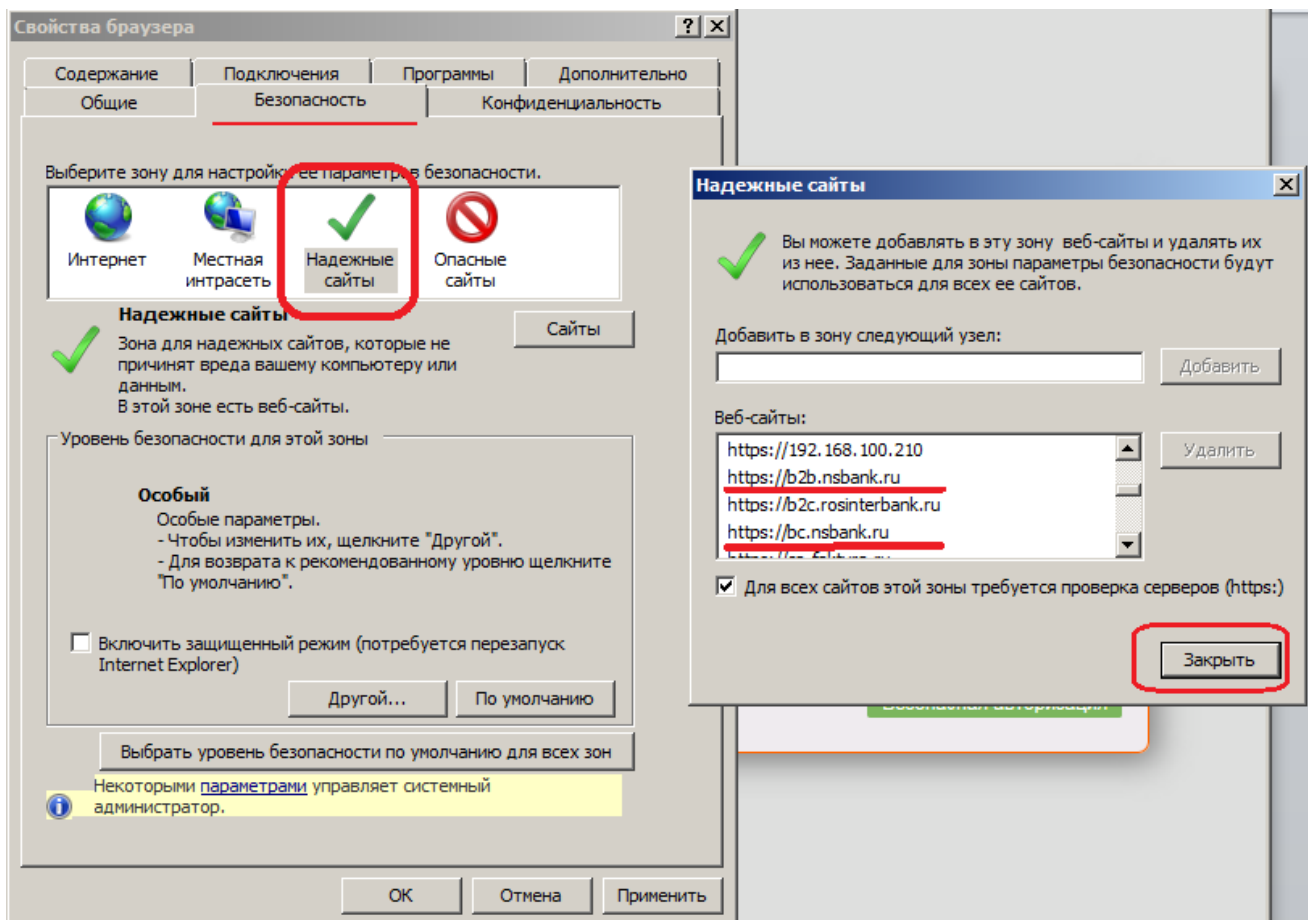 Свойства браузера
Содержание Подключения Программы Дополнительно
Общие Безопасность Конфиденциальность
Выберите зону для настройки ее параметров безопасности.
Интернет
Местная
интрасеть
Надежные
сайты
Опасные
сайты
Надежные сайты
Сайты
Зона для надежных сайтов, которые не
причинят вреда вашему компьютеру или
данным.
В этой зоне есть веб-сайты.
Уровень безопасности для этой зоны
Особый
Особые параметры.
- Чтобы изменить их, щелкните "Другой".
- Для возврата к рекомендованному уровню щелкните
"По умолчанию".
Включить защищенный режим (потребуется перезапуск
Internet Explorer)
Другой... По умолчанию
Выбрать уровень безопасности по умолчанию для всех зон
Некоторыми параметрами управляет системный
администратор.
ОК Отмена Применить
Надежные сайты
Вы можете добавлять в эту зону веб-сайты и удалять их
из нее. Заданные для зоны параметры безопасности будут
использоваться для всех ее сайтов.
Добавить в зону следующий узел:
Добавить
Веб-сайты:
https://192.168.100.210
https://b2b.nsbank.ru
https://b2c.rosinterbank.ru
https://bc.nsbank.ru
Удалить
Для всех сайтов этой зоны требуется проверка серверов (https:)
Закрыть